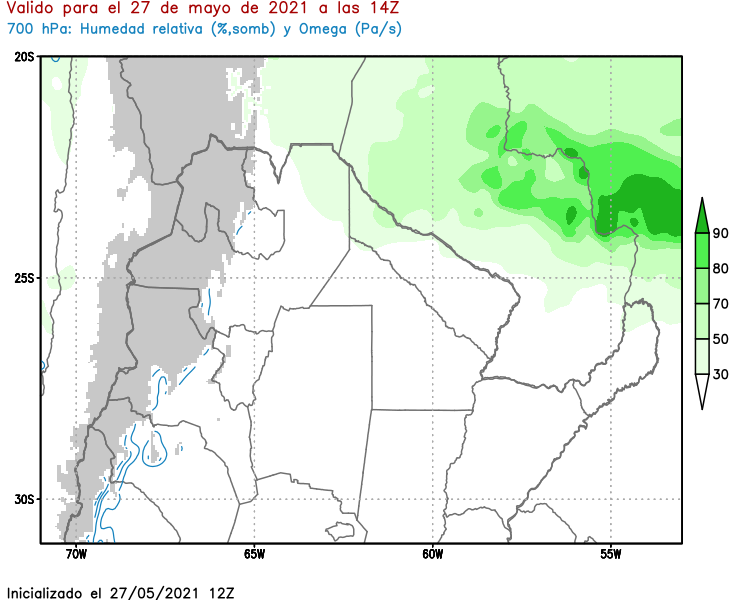 Valido para el 27 de mayo de 2021 a las 14Z
700 hPa: Humedad relativa (%,somb) y Omega (Pa/s)
20S
25S
30S
70W
65W
60W
55W
90
80
70
50
30
Inicializado el 27/05/2021 12Z